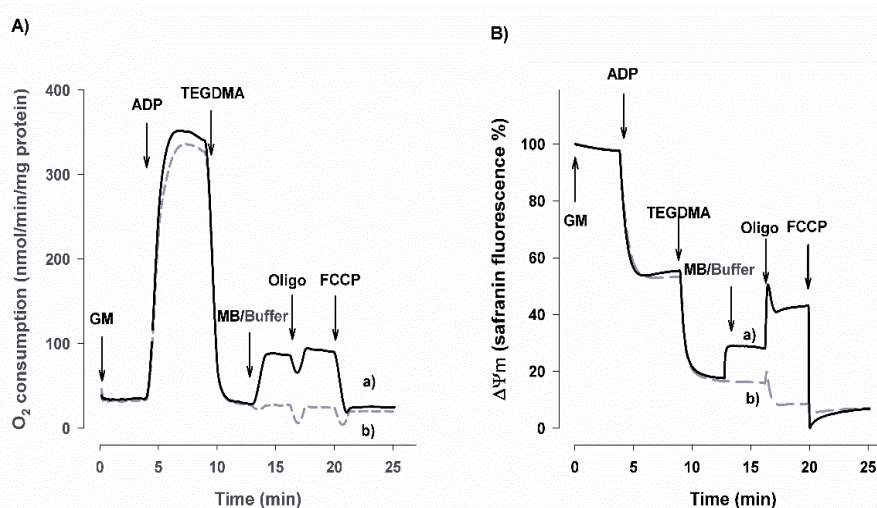 A)
O₂ consumption (nmol/min/mg protein)
400
300
200
100
0
GM
ADP
TEGDMA
MB/Buffer
Oligo
FCCP
a)
b)
0
5
10
15
20
25
Time (min)
B)
ΔΨm (safranin fluorescence %)
100
80
60
40
20
0
GM
ADP
TEGDMA
MB/Buffer
Oligo
FCCP
a)
b)
0
5
10
15
20
25
Time (min)